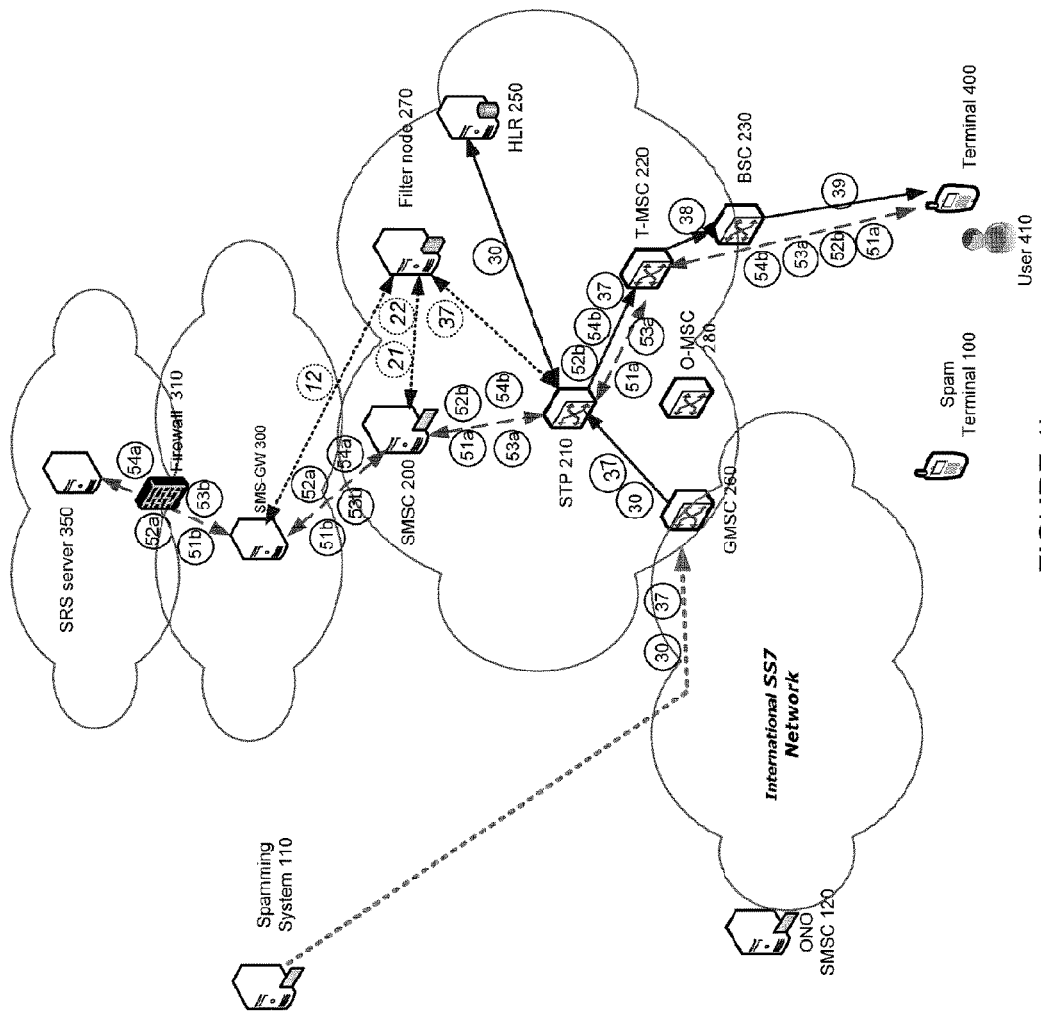 SRS server 350
54a
52a
Firewall 310
53b
51b
SMS-GW 300
12
52a
54a
51b
53b
Filter node 270
22
21
37
SMSC 200
52b
54b
51a
53a
HLR 250
30
STP 210
52b
54b
37
51a
53a
T-MSC 220
38
BSC 230
39
54b
53a
52b
51a
O-MSC
280
37
30
GMSC 260
37
30
International SS7
Network
Spamming
System 110
ONO
SMSC 120
Spam
Terminal 100
User 410
Terminal 400